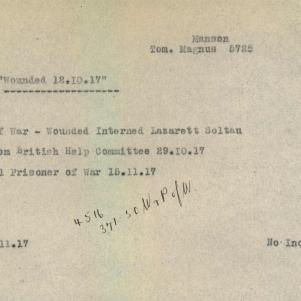 Manson
Tom. Magnus 5725
"Wounded 12.10.17"
f War - Wounded Interned Lazarett Soltau
om British Help Committee 29.10.17
l Prisoner of War 15.11.17
4516
11.17
No Inq